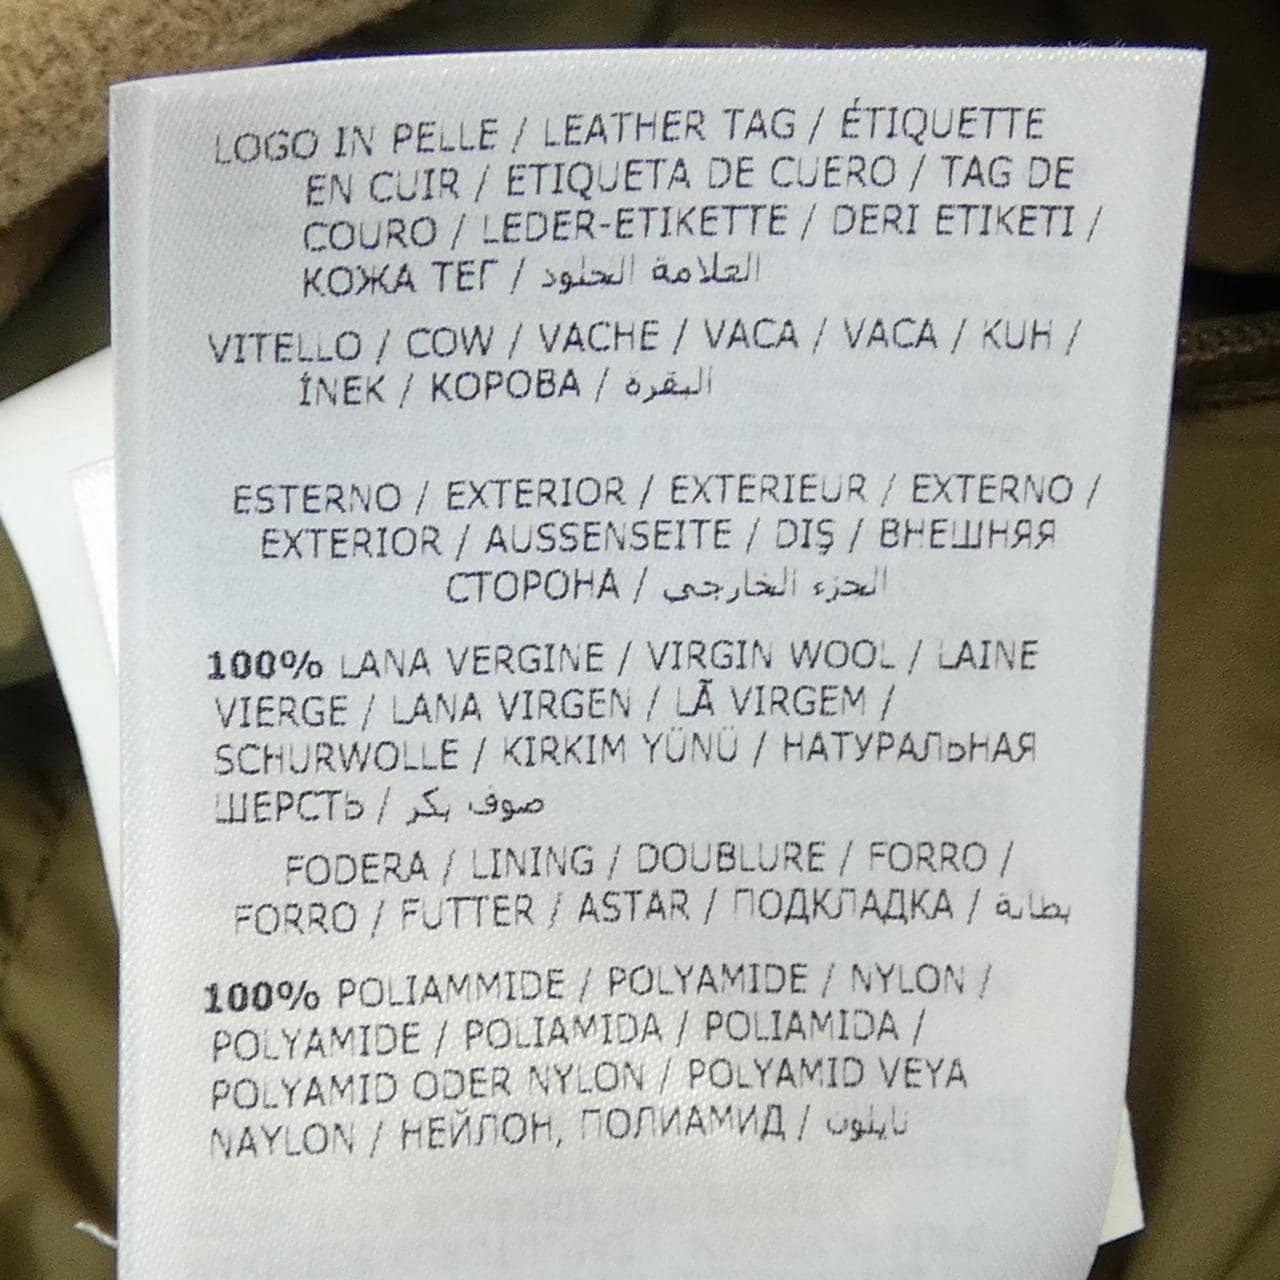 LOGO IN PELLE / LEATHER TAG / ÉTIQUETTE
EN CUIR / ETIQUETA DE CUERO / TAG DE
COURO / LEDER-ETIKETTE / DERI ETIKETI /
КОЖА ТЕГ / العلامة الجلود
VITELLO / COW / VACHE / VACA / VACA / KUH /
ÍNEK / КОРОВА / البقرة
ESTERNO / EXTERIOR / EXTERIEUR / EXTERNO /
EXTERIOR / AUSSENSEITE / DIŞ / ВНЕШНЯЯ
СТОРОНА / الجزء الخارجي
100% LANA VERGINE / VIRGIN WOOL / LAINE
VIERGE / LANA VIRGEN / LÃ VIRGEM /
SCHURWOLLE / KIRKIM YÜNÜ / НАТУРАЛЬНАЯ
ШЕРСТЬ / صوف بكر
FODERA / LINING / DOUBLURE / FORRO /
FORRO / FUTTER / ASTAR / ПОДКЛАДКА / بطانة
100% POLIAMMIDE / POLYAMIDE / NYLON /
POLYAMIDE / POLIAMIDA / POLIAMIDA /
POLYAMID ODER NYLON / POLYAMID VEYA
NAYLON / НЕЙЛОН, ПОЛИАМИД / نايلون